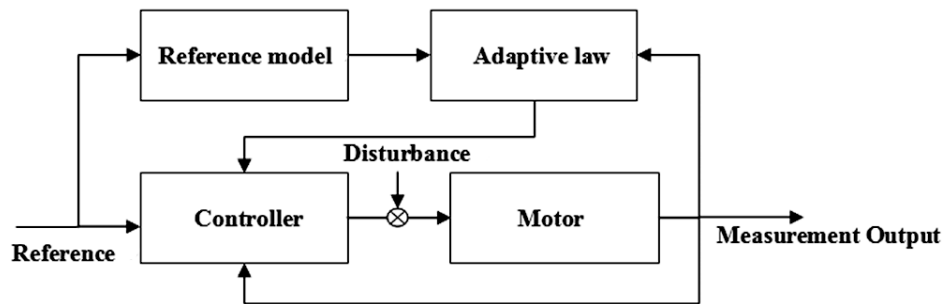 Reference model
Adaptive law
Disturbance
Controller
Motor
Reference
Measurement Output